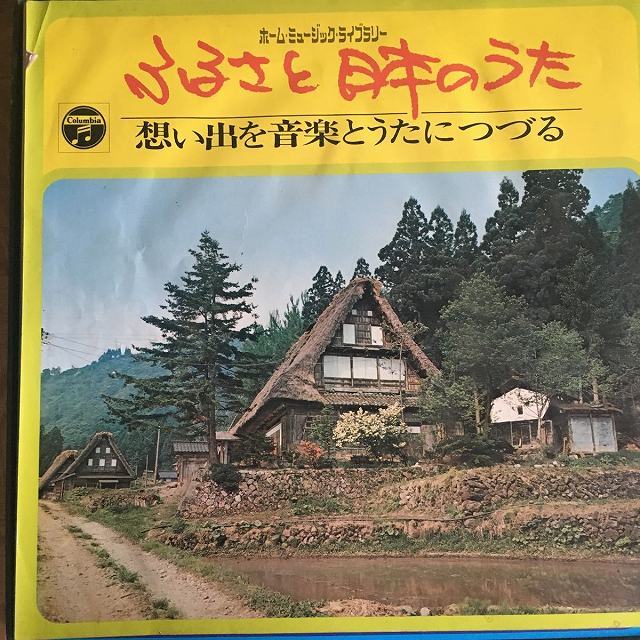 ホーム・ミュージック・ライブラリー
ふるさと日本のうた
Columbia
想い出を音楽とうたにつづる